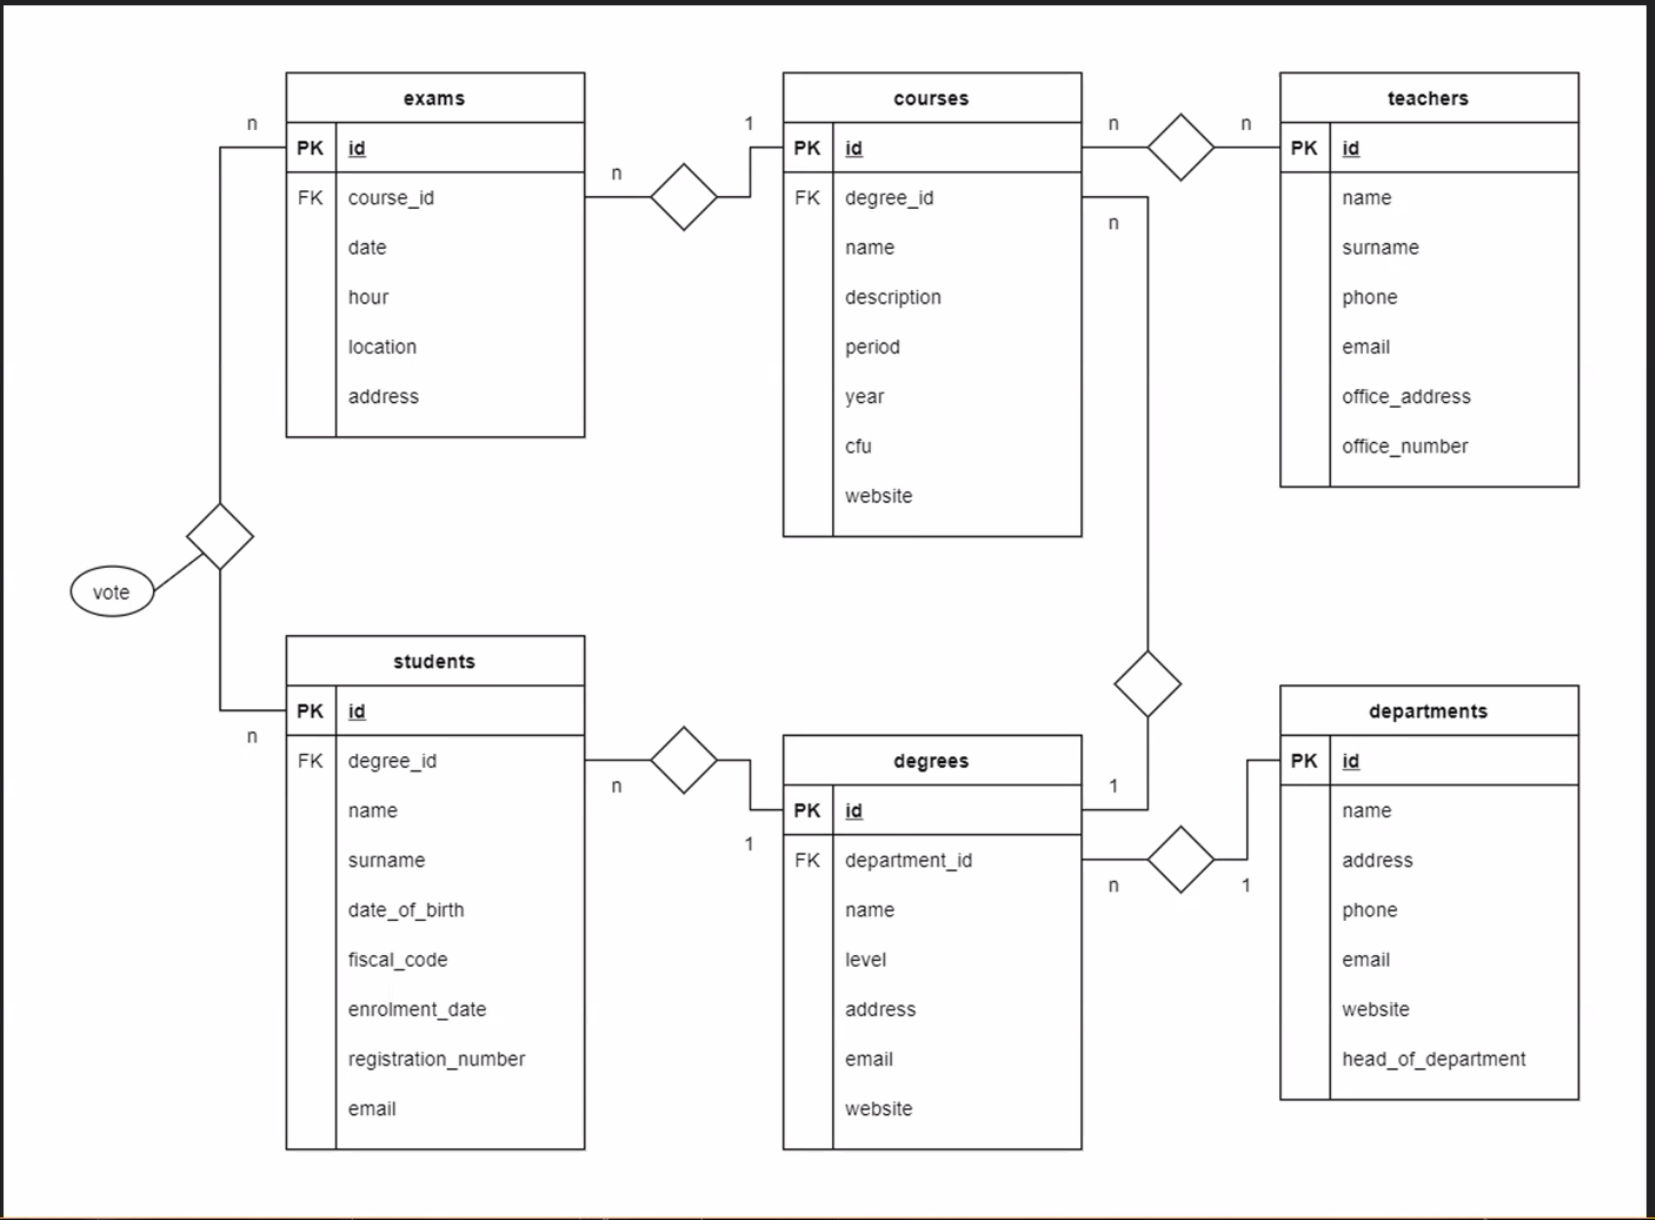 exams
n
PK id
FK course_id
date
hour
location
address
n
1
courses
PK id
FK degree_id
name
description
period
year
cfu
website
n
n
n
teachers
PK id
name
surname
phone
email
office_address
office_number
vote
students
PK id
n
FK degree_id
name
surname
date_of_birth
fiscal_code
enrolment_date
registration_number
email
n
1
degrees
PK id
FK department_id
name
level
address
email
website
1
n
1
departments
PK id
name
address
phone
email
website
head_of_department